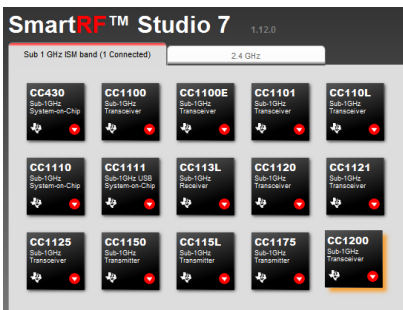 SmartRF™ Studio 7 1.12.0
Sub 1 GHz ISM band (1 Connected) 2.4 GHz
CC430
Sub-1GHz
System-on-Chip
CC1100
Sub-1GHz
Transceiver
CC1100E
Sub-1GHz
Transceiver
CC1101
Sub-1GHz
Transceiver
CC110L
Sub-1GHz
Transceiver
CC1110
Sub-1GHz
System-on-Chip
CC1111
Sub-1GHz USB
System-on-Chip
CC113L
Sub-1GHz
Receiver
CC1120
Sub-1GHz
Transceiver
CC1121
Sub-1GHz
Transceiver
CC1125
Sub-1GHz
Transceiver
CC1150
Sub-1GHz
Transmitter
CC115L
Sub-1GHz
Transmitter
CC1175
Sub-1GHz
Transmitter
CC1200
Sub-1GHz
Transceiver